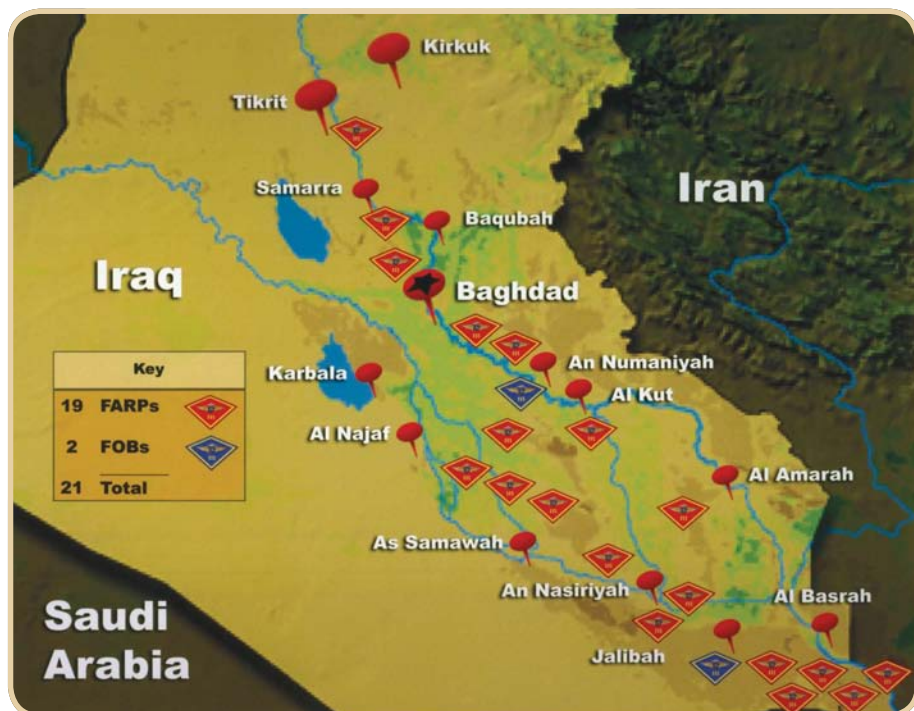 Kirkuk
Tikrit
Samarra
Baqubah
Iran
Iraq
Baghdad
Key
19 FARPs
2 FOBs
21 Total
Karbala
An Numaniyah
Al Kut
Al Najaf
Al Amarah
As Samawah
An Nasiriyah
Al Basrah
Saudi
Arabia
Jalibah